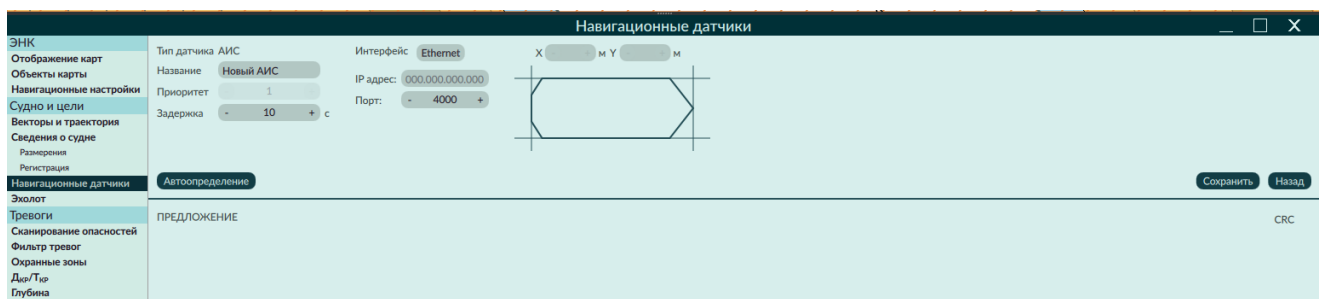 Навигационные датчики
ЭНК
Отображение карт
Объекты карты
Навигационные настройки
Судно и цели
Векторы и траектория
Сведения о судне
Размерения
Регистрация
Навигационные датчики
Эхолот
Тревоги
Сканирование опасностей
Фильтр тревог
Охранные зоны
Дкр/Ткр
Глубина
Тип датчика АИС
Название Новый АИС
Приоритет - 1 +
Задержка - 10 + с
Интерфейс Ethernet
IP адрес: 000.000.000.000
Порт: - 4000 +
X - + м Y - + м
Автоопределение
Сохранить Назад
ПРЕДЛОЖЕНИЕ CRC